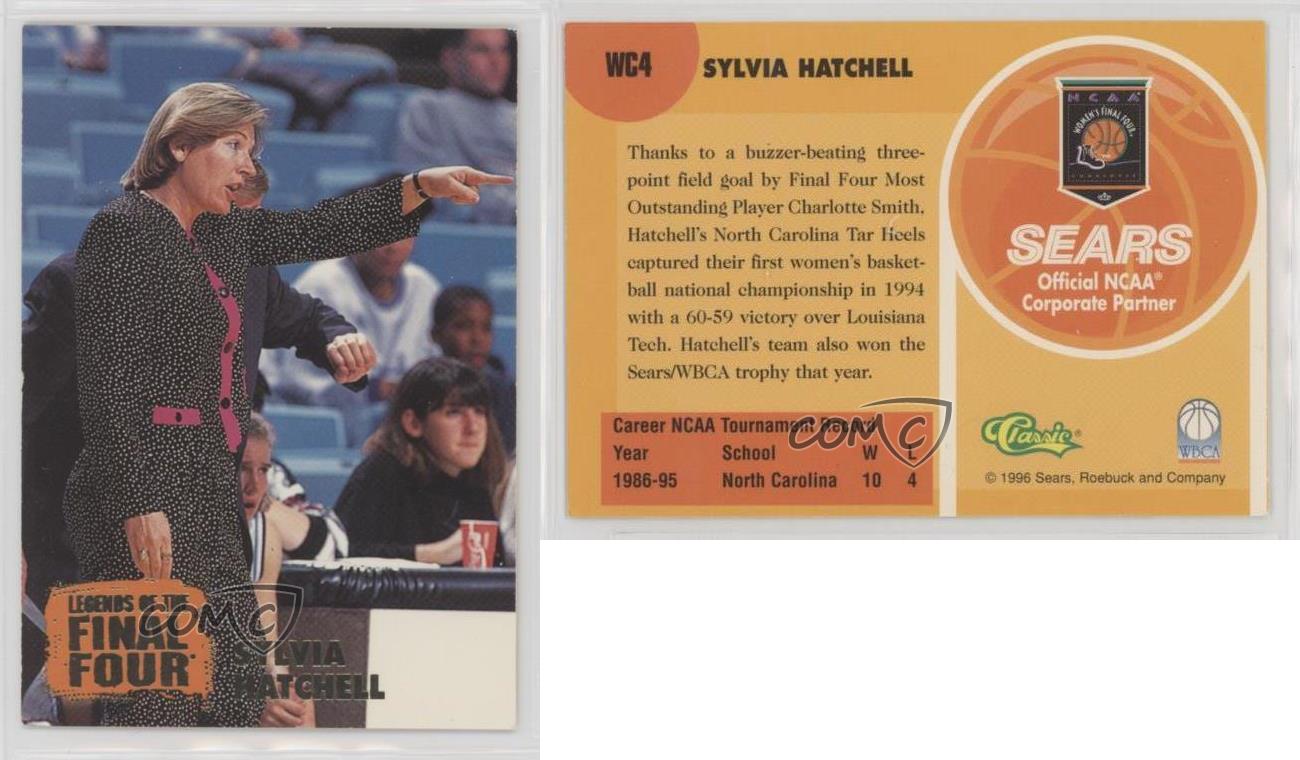 LEGENDS OF THE
FINAL
FOUR
SYLVIA
HATCHELL
COMC
WC4
SYLVIA HATCHELL
Thanks to a buzzer-beating three-
point field goal by Final Four Most
Outstanding Player Charlotte Smith,
Hatchell's North Carolina Tar Heels
captured their first women's basket-
ball national championship in 1994
with a 60-59 victory over Louisiana
Tech. Hatchell's team also won the
Sears/WBCA trophy that year.
Career NCAA Tournament Record
Year School W L
1986-95 North Carolina 10 4
COMC
NCAA
WOMEN'S FINAL FOUR
SEARS
Official NCAA®
Corporate Partner
Classic®
WBCA
© 1996 Sears, Roebuck and Company